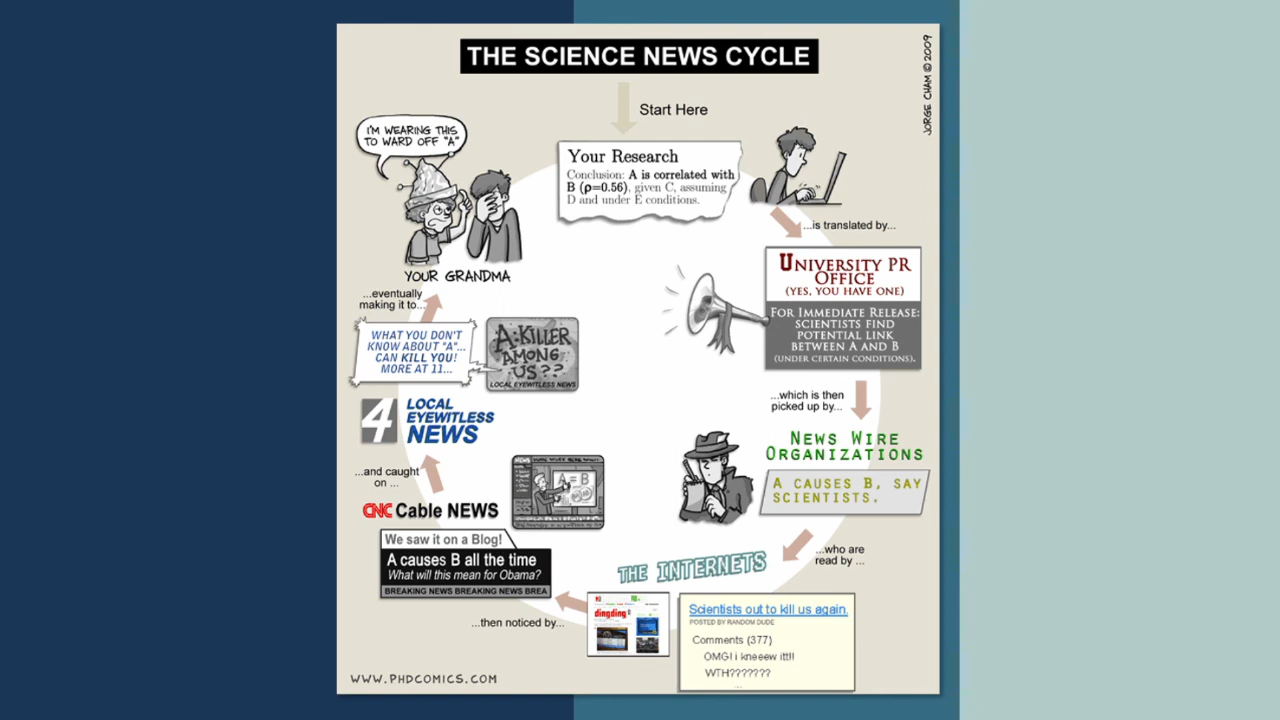 THE SCIENCE NEWS CYCLE
JORGE CHAM © 2009
Start Here
Your Research
Conclusion: A is correlated with
B (ρ=0.56), given C, assuming
D and under E conditions.
...is translated by...
UNIVERSITY PR
OFFICE
(YES, YOU HAVE ONE)
FOR IMMEDIATE RELEASE:
SCIENTISTS FIND
POTENTIAL LINK
BETWEEN A AND B
(UNDER CERTAIN CONDITIONS).
...which is then
picked up by...
NEWS WIRE
ORGANIZATIONS
A CAUSES B, SAY
SCIENTISTS.
...who are
read by ...
THE INTERNETS
Scientists out to kill us again.
POSTED BY RANDOM DUDE
Comments (377)
OMG! i kneeew itt!!
WTH???????
...
dingding
...then noticed by...
CNC Cable NEWS
We saw it on a Blog!
A causes B all the time
What will this mean for Obama?
BREAKING NEWS BREAKING NEWS BREA
NEWS
A = B
...and caught
on ...
4 LOCAL
EYEWITLESS
NEWS
WHAT YOU DON'T
KNOW ABOUT "A"...
CAN KILL YOU!
MORE AT 11...
A:KILLER
AMONG
US??
LOCAL EYEWITLESS NEWS
...eventually
making it to...
YOUR GRANDMA
I'M WEARING THIS
TO WARD OFF "A"
WWW.PHDCOMICS.COM